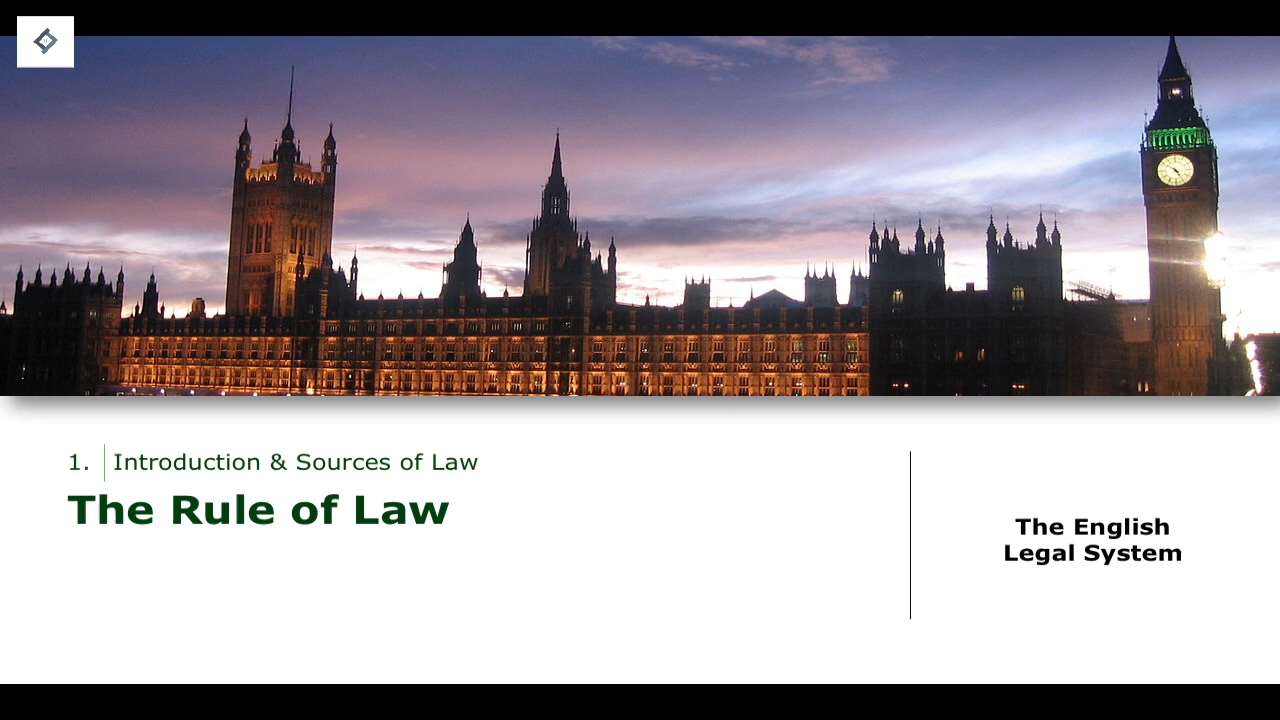 1. Introduction & Sources of Law
The Rule of Law
The English
Legal System